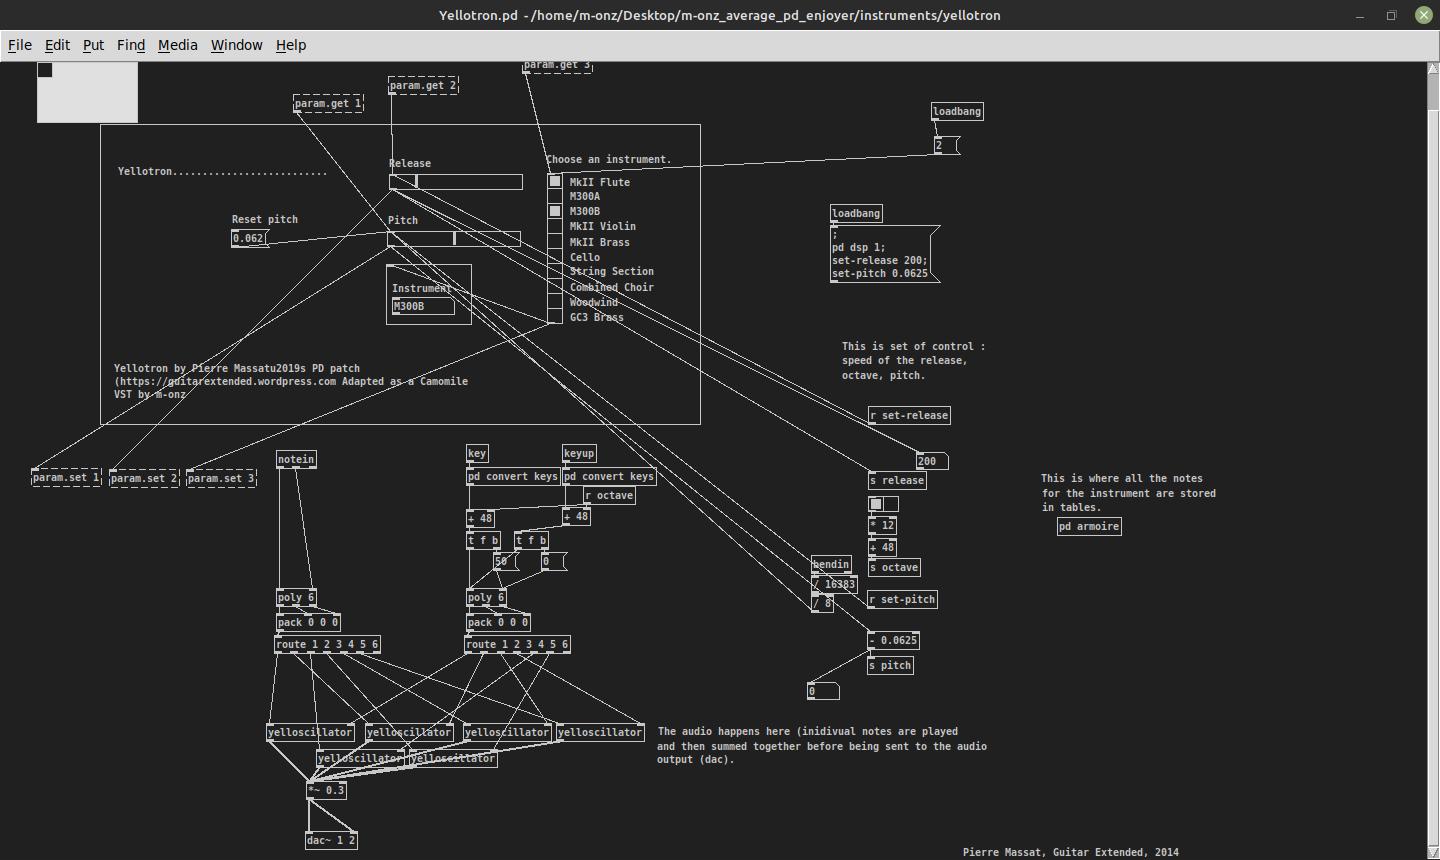 Yellotron.pd - /home/m-onz/Desktop/m-onz_average_pd_enjoyer/instruments/yellotron
File Edit Put Find Media Window Help
param.get 3
param.get 2
param.get 1
loadbang
2
Release
Choose an instrument.
Yellotron..........................
MkII Flute
M300A
M300B
MkII Violin
MkII Brass
Cello
String Section
Combined Choir
Woodwind
GC3 Brass
Reset pitch
0.062
Pitch
Instrument
M300B
loadbang
;
pd dsp 1;
set-release 200;
set-pitch 0.0625
This is set of control :
speed of the release,
octave, pitch.
Yellotron by Pierre Massatu2019s PD patch
(https://guitarextended.wordpress.com Adapted as a Camomile
VST by m-onz
r set-release
200
s release
* 12
+ 48
s octave
r set-pitch
- 0.0625
s pitch
0
bendin
/ 16383
/ 8
This is where all the notes
for the instrument are stored
in tables.
pd armoire
param.set 1
param.set 2
param.set 3
notein
key
keyup
pd convert keys
pd convert keys
r octave
+ 48
+ 48
t f b
t f b
50
0
poly 6
poly 6
pack 0 0 0
pack 0 0 0
route 1 2 3 4 5 6
route 1 2 3 4 5 6
yelloscillator
yelloscillator
yelloscillator
yelloscillator
yelloscillator
yelloscillator
*~ 0.3
dac~ 1 2
The audio happens here (inidivual notes are played
and then summed together before being sent to the audio
output (dac).
Pierre Massat, Guitar Extended, 2014